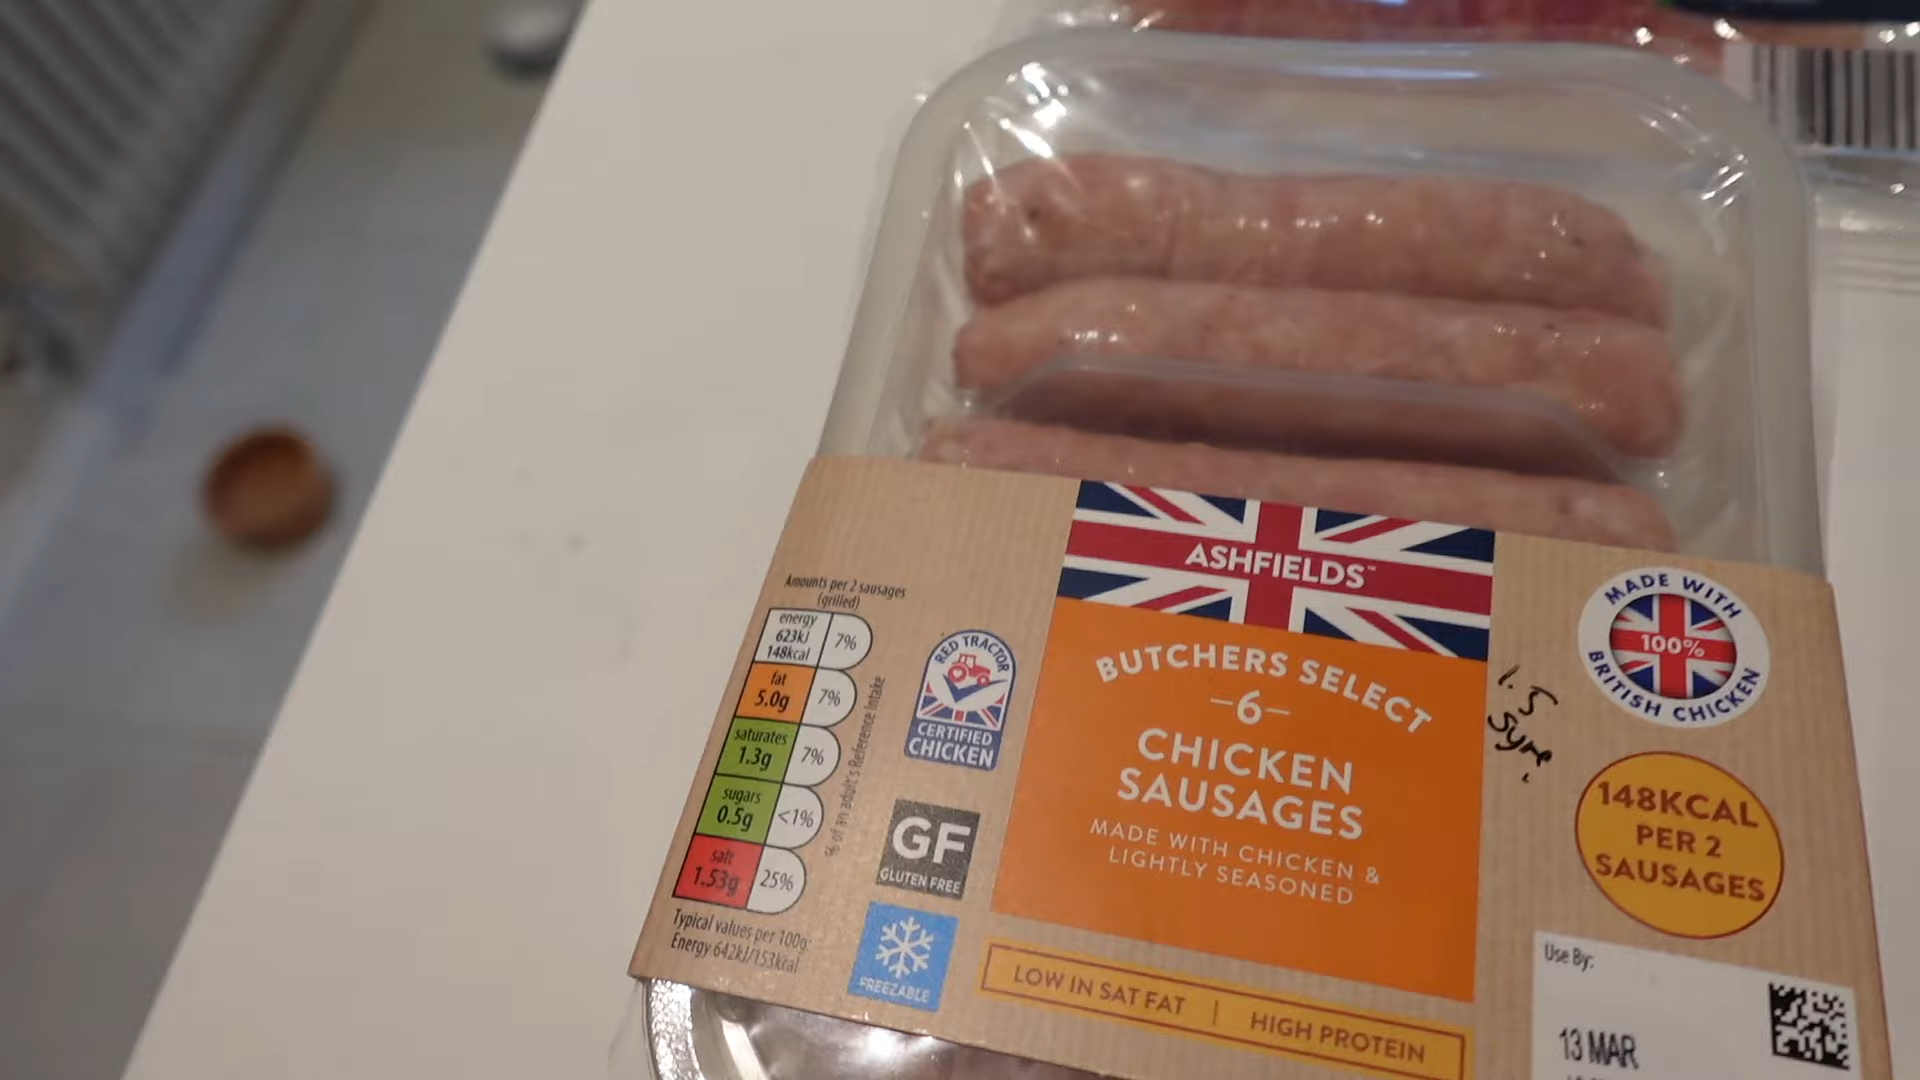 ASHFIELDS™
BUTCHERS SELECT
-6-
CHICKEN
SAUSAGES
MADE WITH CHICKEN &
LIGHTLY SEASONED
LOW IN SAT FAT | HIGH PROTEIN
Amounts per 2 sausages
(grilled)
energy
623kJ
148kcal
7%
fat
5.0g
7%
saturates
1.3g
7%
sugars
0.5g
<1%
salt
1.53g
25%
% of an adult's Reference Intake
Typical values per 100g:
Energy 642kJ/153kcal
RED TRACTOR
CERTIFIED
CHICKEN
GF
GLUTEN FREE
FREEZABLE
1.5
MADE WITH
100%
BRITISH CHICKEN
148KCAL
PER 2
SAUSAGES
Use By:
13 MAR